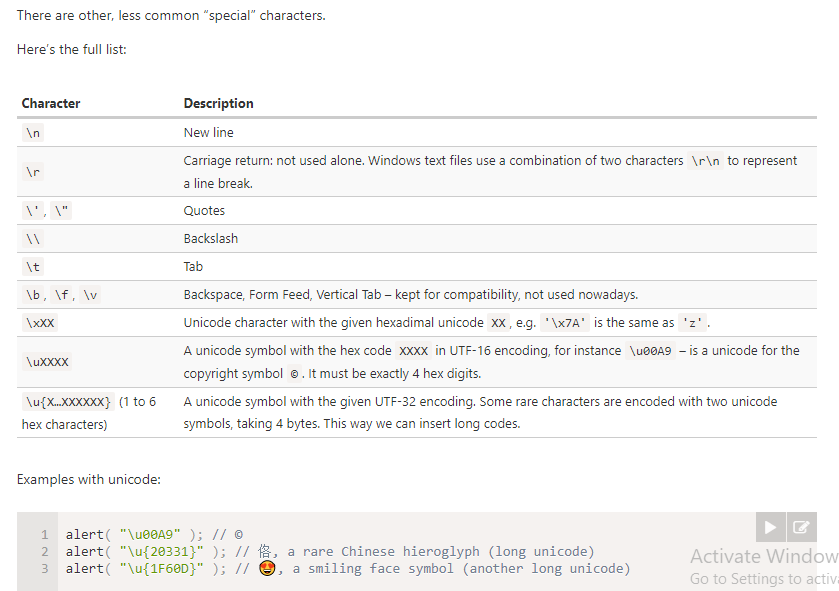 There are other, less common “special” characters.
Here's the full list:
Character Description
\n New line
\r Carriage return: not used alone. Windows text files use a combination of two characters \r\n to represent
a line break.
\', \" Quotes
\\ Backslash
\t Tab
\b, \f, \v Backspace, Form Feed, Vertical Tab – kept for compatibility, not used nowadays.
\xXX Unicode character with the given hexadimal unicode XX, e.g. '\x7A' is the same as 'z'.
\uXXXX A unicode symbol with the hex code XXXX in UTF-16 encoding, for instance \u00A9 – is a unicode for the
copyright symbol ©. It must be exactly 4 hex digits.
\u{X…XXXXXX} (1 to 6 A unicode symbol with the given UTF-32 encoding. Some rare characters are encoded with two unicode
hex characters) symbols, taking 4 bytes. This way we can insert long codes.
Examples with unicode:
1 alert( "\u00A9" ); // ©
2 alert( "\u{20331}" ); // 𠌱, a rare Chinese hieroglyph (long unicode)
3 alert( "\u{1F60D}" ); // 😍, a smiling face symbol (another long unicode)
Activate Window
Go to Settings to activa